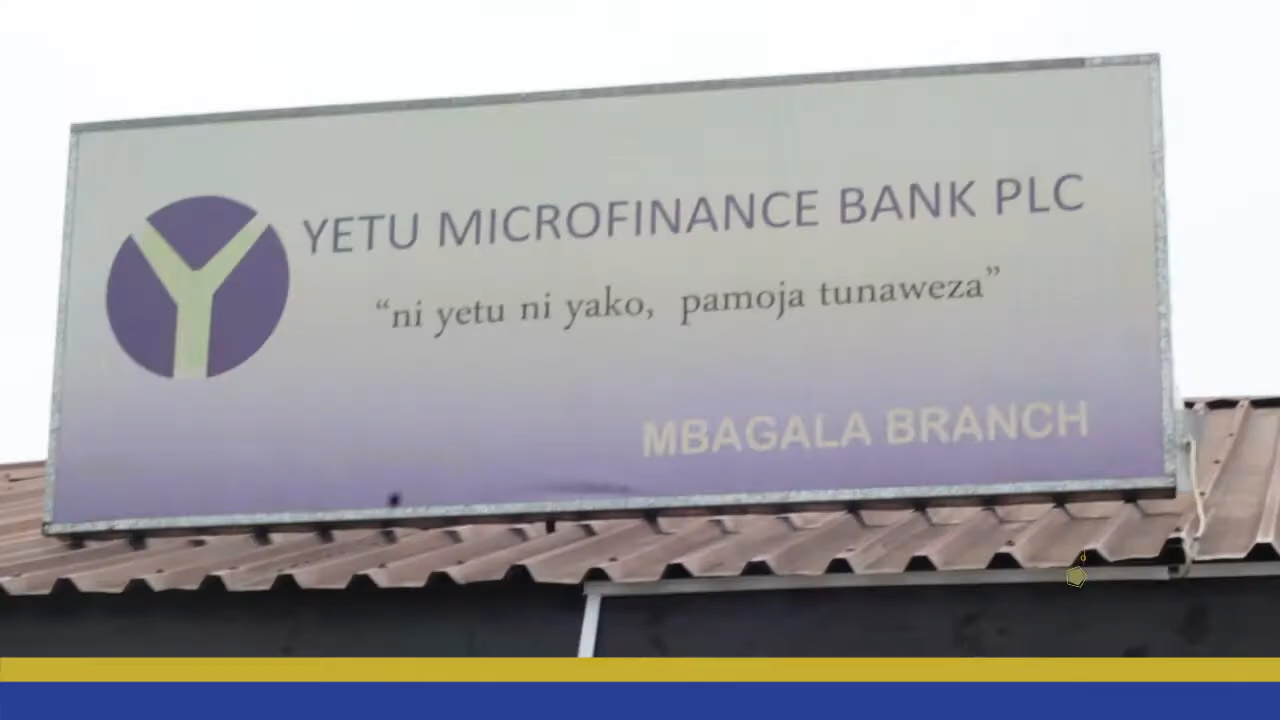 YETU MICROFINANCE BANK PLC
“ni yetu ni yako, pamoja tunaweza”
MBAGALA BRANCH